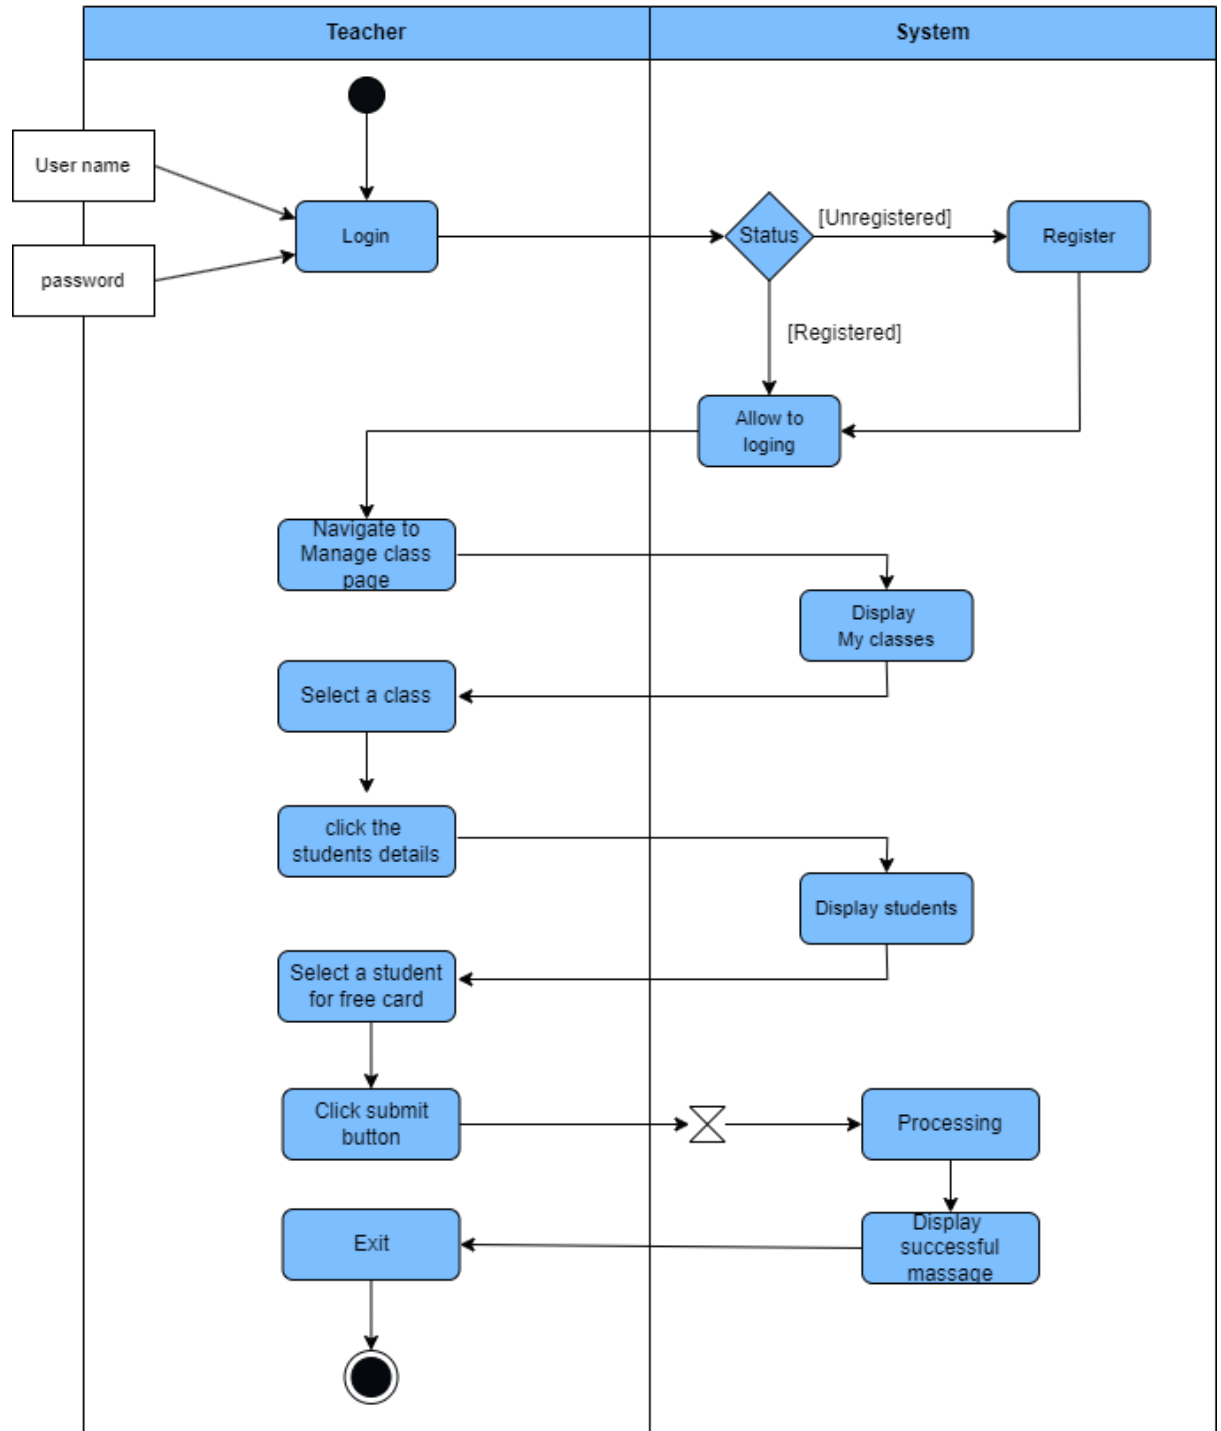 Teacher
System
User name
Login
Status
[Unregistered]
Register
password
[Registered]
Allow to
loging
Navigate to
Manage class
page
Display
My classes
Select a class
click the
students details
Display students
Select a student
for free card
Click submit
button
Processing
Exit
Display
successful
massage